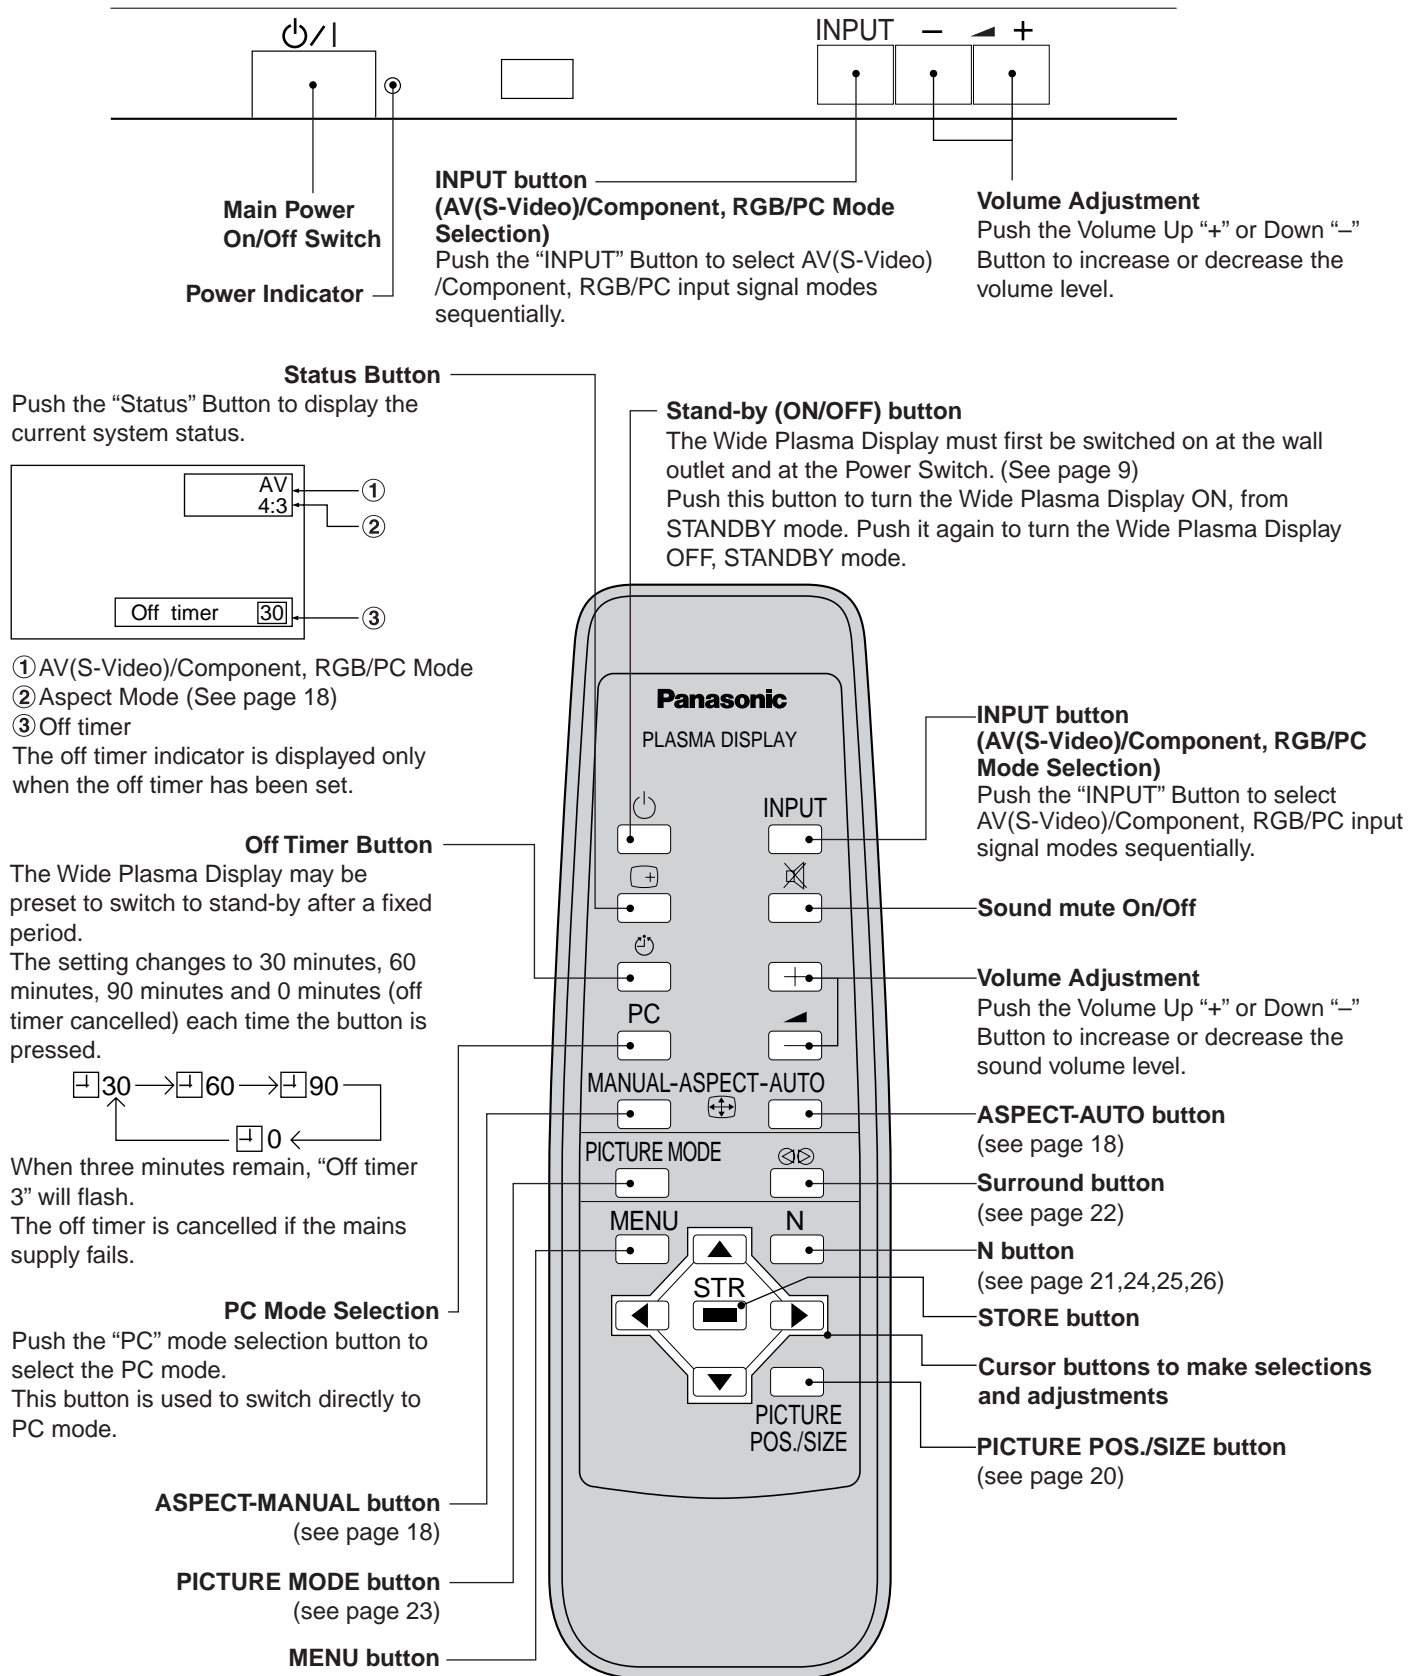 ⏻/I
INPUT – +
Main Power
On/Off Switch
Power Indicator
INPUT button
(AV(S-Video)/Component, RGB/PC Mode
Selection)
Push the “INPUT” Button to select AV(S-Video)
/Component, RGB/PC input signal modes
sequentially.
Volume Adjustment
Push the Volume Up “+” or Down “–”
Button to increase or decrease the
volume level.
Status Button
Push the “Status” Button to display the
current system status.
AV
4:3
①
②
Off timer 30
③
①AV(S-Video)/Component, RGB/PC Mode
②Aspect Mode (See page 18)
③Off timer
The off timer indicator is displayed only
when the off timer has been set.
Stand-by (ON/OFF) button
The Wide Plasma Display must first be switched on at the wall
outlet and at the Power Switch. (See page 9)
Push this button to turn the Wide Plasma Display ON, from
STANDBY mode. Push it again to turn the Wide Plasma Display
OFF, STANDBY mode.
Off Timer Button
The Wide Plasma Display may be
preset to switch to stand-by after a fixed
period.
The setting changes to 30 minutes, 60
minutes, 90 minutes and 0 minutes (off
timer cancelled) each time the button is
pressed.
30 → 60 → 90
0
When three minutes remain, “Off timer
3” will flash.
The off timer is cancelled if the mains
supply fails.
PC Mode Selection
Push the “PC” mode selection button to
select the PC mode.
This button is used to switch directly to
PC mode.
ASPECT-MANUAL button
(see page 18)
PICTURE MODE button
(see page 23)
MENU button
Panasonic
PLASMA DISPLAY
INPUT
+
PC
–
MANUAL-ASPECT-AUTO
PICTURE MODE
MENU
N
STR
PICTURE
POS./SIZE
INPUT button
(AV(S-Video)/Component, RGB/PC
Mode Selection)
Push the “INPUT” Button to select
AV(S-Video)/Component, RGB/PC input
signal modes sequentially.
Sound mute On/Off
Volume Adjustment
Push the Volume Up “+” or Down “–”
Button to increase or decrease the
sound volume level.
ASPECT-AUTO button
(see page 18)
Surround button
(see page 22)
N button
(see page 21,24,25,26)
STORE button
Cursor buttons to make selections
and adjustments
PICTURE POS./SIZE button
(see page 20)